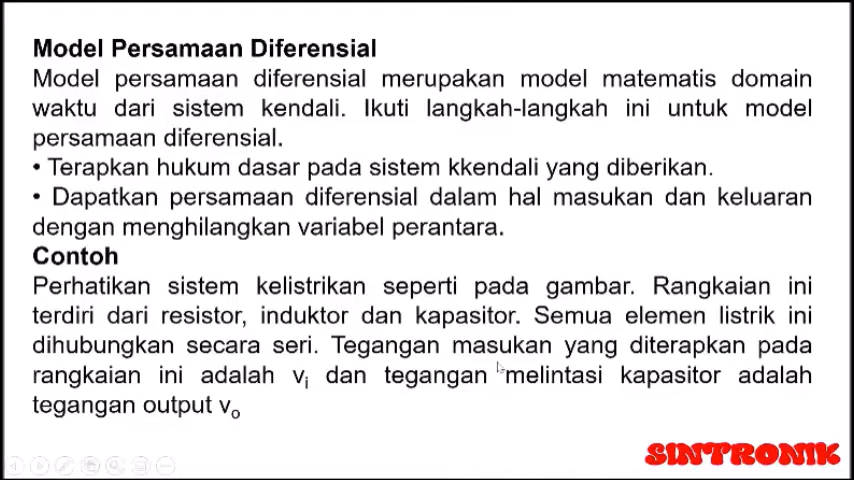 Model Persamaan Diferensial
Model persamaan diferensial merupakan model matematis domain
waktu dari sistem kendali. Ikuti langkah-langkah ini untuk model
persamaan diferensial.
• Terapkan hukum dasar pada sistem kkendali yang diberikan.
• Dapatkan persamaan diferensial dalam hal masukan dan keluaran
dengan menghilangkan variabel perantara.
Contoh
Perhatikan sistem kelistrikan seperti pada gambar. Rangkaian ini
terdiri dari resistor, induktor dan kapasitor. Semua elemen listrik ini
dihubungkan secara seri. Tegangan masukan yang diterapkan pada
rangkaian ini adalah vi dan tegangan melintasi kapasitor adalah
tegangan output vo
SINTRONIK